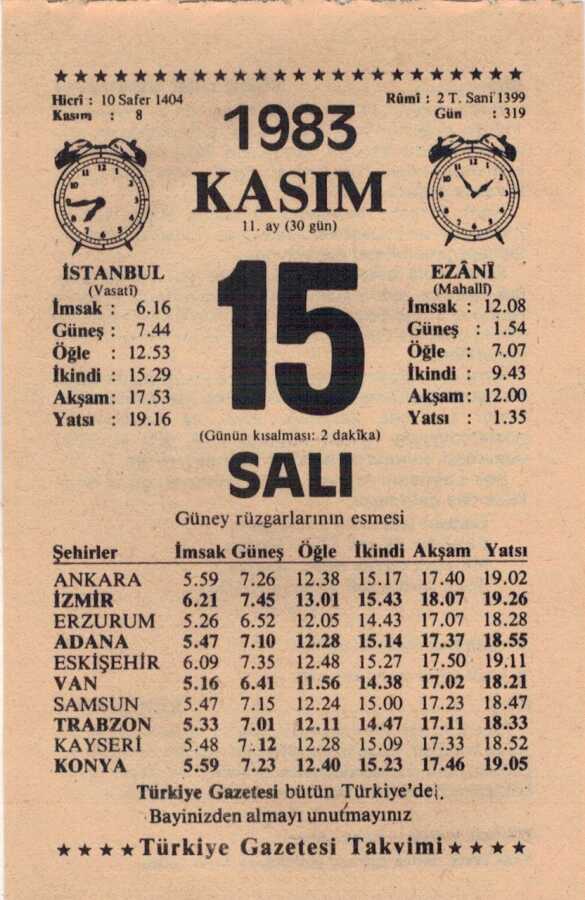 ★★★★★★★★★★★★★★★★★★★★★★★★★★★★
Hicrî : 10 Safer 1404
Kasım : 8
Rûmî : 2 T. Sani 1399
Gün : 319
1983
KASIM
11. ay (30 gün)
İSTANBUL
(Vasatî)
İmsak : 6.16
Güneş : 7.44
Öğle : 12.53
İkindi : 15.29
Akşam: 17.53
Yatsı : 19.16
15
EZÂNÎ
(Mahallî)
İmsak : 12.08
Güneş : 1.54
Öğle : 7.07
İkindi : 9.43
Akşam: 12.00
Yatsı : 1.35
(Günün kısalması: 2 dakîka)
SALI
Güney rüzgarlarının esmesi
Şehirler İmsak Güneş Öğle İkindi Akşam Yatsı
ANKARA 5.59 7.26 12.38 15.17 17.40 19.02
İZMİR 6.21 7.45 13.01 15.43 18.07 19.26
ERZURUM 5.26 6.52 12.05 14.43 17.07 18.28
ADANA 5.47 7.10 12.28 15.14 17.37 18.55
ESKİŞEHİR 6.09 7.35 12.48 15.27 17.50 19.11
VAN 5.16 6.41 11.56 14.38 17.02 18.21
SAMSUN 5.47 7.15 12.24 15.00 17.23 18.47
TRABZON 5.33 7.01 12.11 14.47 17.11 18.33
KAYSERİ 5.48 7.12 12.28 15.09 17.33 18.52
KONYA 5.59 7.23 12.40 15.23 17.46 19.05
Türkiye Gazetesi bütün Türkiye'de.
Bayinizden almayı unutmayınız
★★★★Türkiye Gazetesi Takvimi★★★★